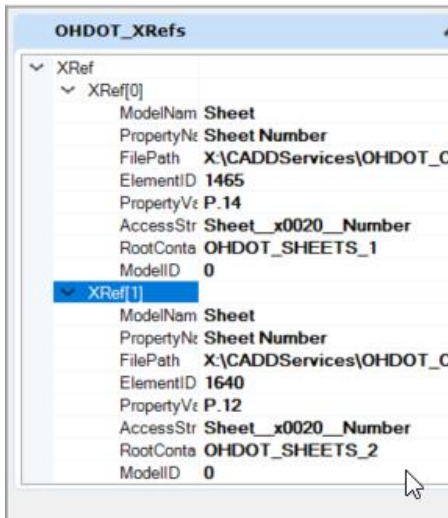 OHDOT_XRefs
XRef
XRef[0]
ModelNam Sheet
PropertyNa Sheet Number
FilePath X:\CADDServices\OHDOT_O
ElementID 1465
PropertyVa P.14
AccessStr Sheet__x0020__Number
RootConta OHDOT_SHEETS_1
ModelID 0
XRef[1]
ModelNam Sheet
PropertyNa Sheet Number
FilePath X:\CADDServices\OHDOT_O
ElementID 1640
PropertyVa P.12
AccessStr Sheet__x0020__Number
RootConta OHDOT_SHEETS_2
ModelID 0